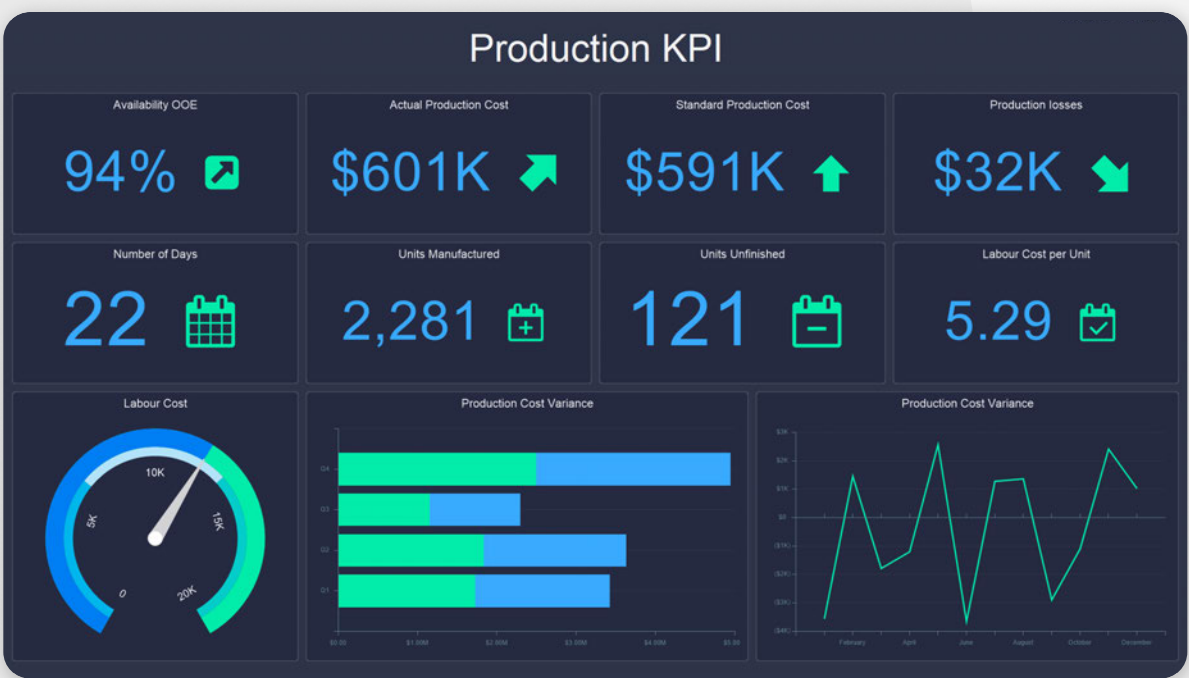 Production KPI
Availability OOE
Actual Production Cost
Standard Production Cost
Production losses
94%
$601K
$591K
$32K
Number of Days
Units Manufactured
Units Unfinished
Labour Cost per Unit
22
2,281
121
5.29
Labour Cost
0
5K
10K
15K
20K
Production Cost Variance
Q4
Q3
Q2
Q1
$0.00
$1.00M
$2.00M
$3.00M
$4.00M
Production Cost Variance
$3K
$2K
$1K
$0
($1K)
($2K)
($3K)
($4K)
February
April
June
August
October
December